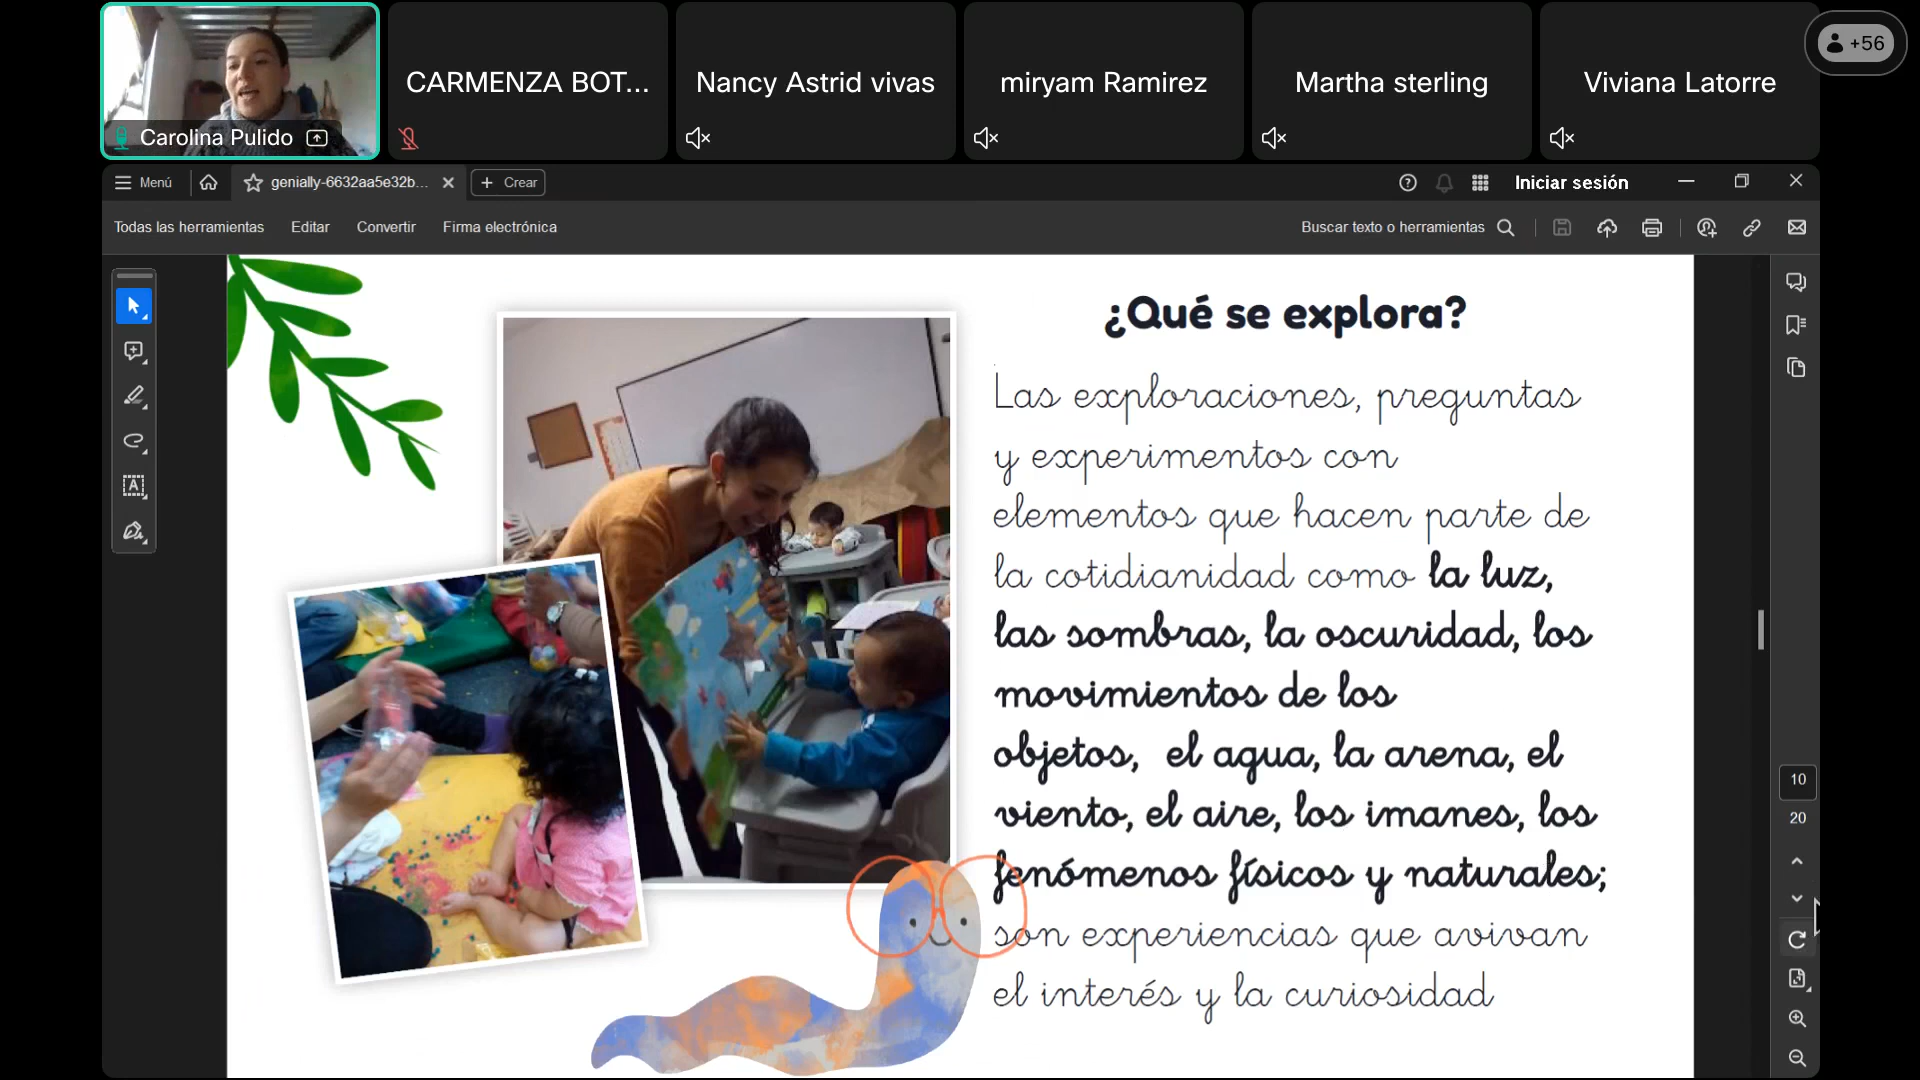 CARMENZA BOT...
Nancy Astrid vivas
miryam Ramirez
Martha sterling
Viviana Latorre
+56
Carolina Pulido
Menú
genially-6632aa5e32b...
Crear
Iniciar sesión
Todas las herramientas
Editar
Convertir
Firma electrónica
Buscar texto o herramientas
¿Qué se explora?
Las exploraciones, preguntas
y experimentos con
elementos que hacen parte de
la cotidianidad como la luz,
las sombras, la oscuridad, los
movimientos de los
objetos, el agua, la arena, el
viento, el aire, los imanes, los
fenómenos físicos y naturales;
son experiencias que avivan
el interés y la curiosidad
10
20